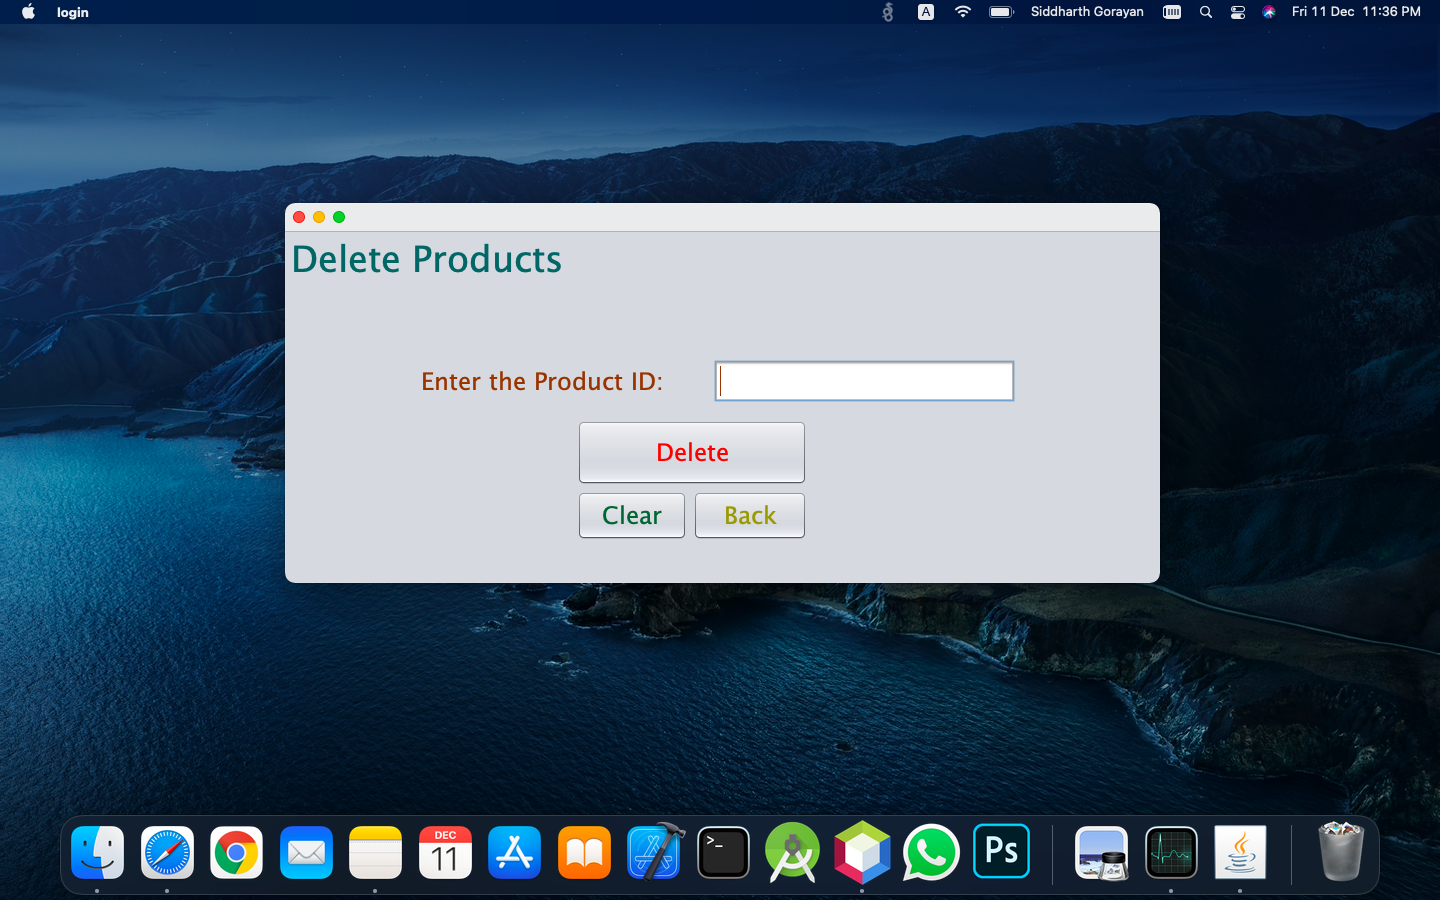 login
A
Siddharth Gorayan
Fri 11 Dec 11:36 PM
Delete Products
Enter the Product ID:
Delete
Clear
Back
DEC
11
>_
Ps